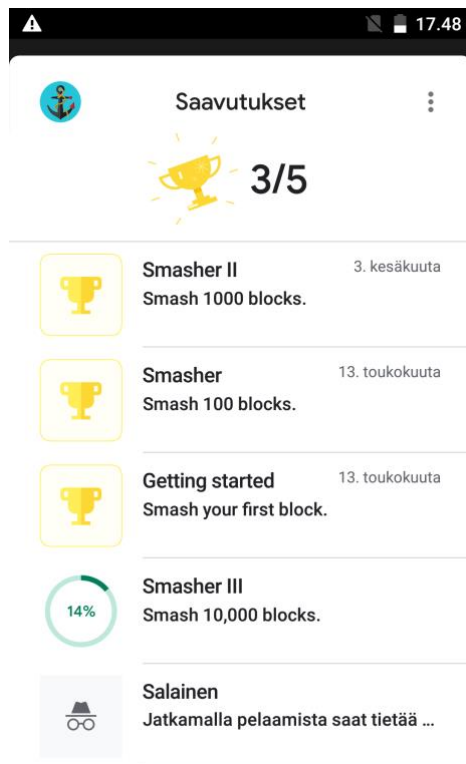 17.48
Saavutukset
3/5
Smasher II
3. kesäkuuta
Smash 1000 blocks.
Smasher
13. toukokuuta
Smash 100 blocks.
Getting started
13. toukokuuta
Smash your first block.
14%
Smasher III
Smash 10,000 blocks.
Salainen
Jatkamalla pelaamista saat tietää ...